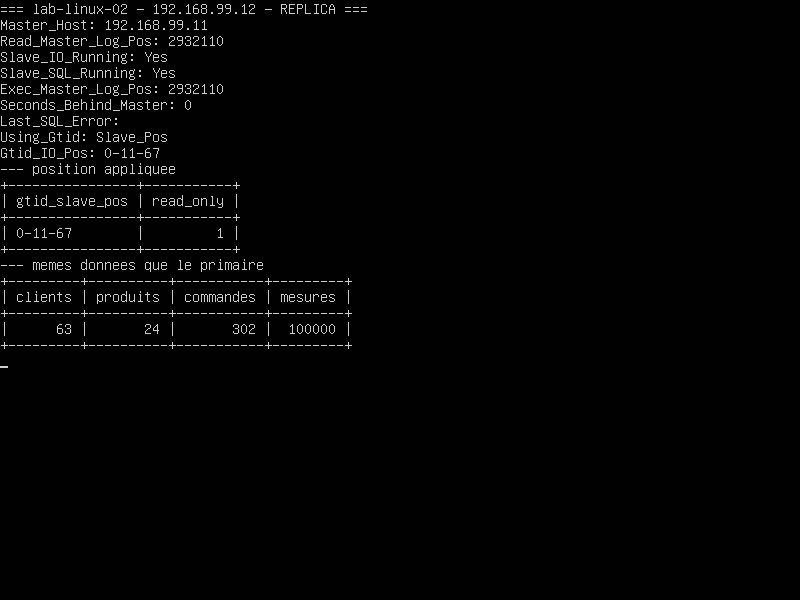 === lab-linux-02 - 192.168.99.12 - REPLICA ===
Master_Host: 192.168.99.11
Read_Master_Log_Pos: 2932110
Slave_IO_Running: Yes
Slave_SQL_Running: Yes
Exec_Master_Log_Pos: 2932110
Seconds_Behind_Master: 0
Last_SQL_Error:
Using_Gtid: Slave_Pos
Gtid_IO_Pos: 0-11-67
--- position appliquee
+----------------+-----------+
| gtid_slave_pos | read_only |
+----------------+-----------+
| 0-11-67        |         1 |
+----------------+-----------+
--- memes donnees que le primaire
+---------+----------+-----------+---------+
| clients | produits | commandes | mesures |
+---------+----------+-----------+---------+
|      63 |       24 |       302 |  100000 |
+---------+----------+-----------+---------+